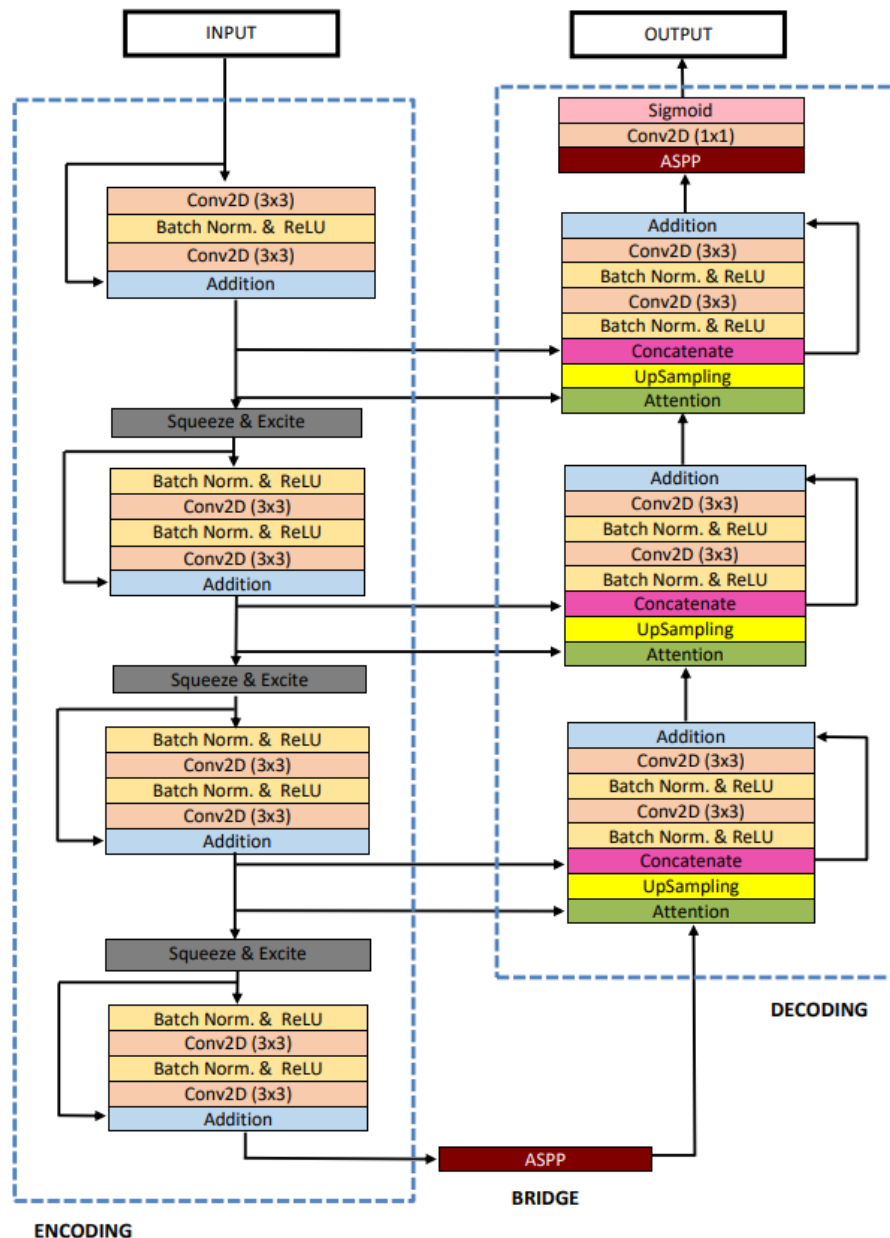 INPUT
Conv2D (3x3)
Batch Norm. & ReLU
Conv2D (3x3)
Addition
Squeeze & Excite
Batch Norm. & ReLU
Conv2D (3x3)
Batch Norm. & ReLU
Conv2D (3x3)
Addition
Squeeze & Excite
Batch Norm. & ReLU
Conv2D (3x3)
Batch Norm. & ReLU
Conv2D (3x3)
Addition
Squeeze & Excite
Batch Norm. & ReLU
Conv2D (3x3)
Batch Norm. & ReLU
Conv2D (3x3)
Addition
ENCODING
ASPP
BRIDGE
OUTPUT
Sigmoid
Conv2D (1x1)
ASPP
Addition
Conv2D (3x3)
Batch Norm. & ReLU
Conv2D (3x3)
Batch Norm. & ReLU
Concatenate
UpSampling
Attention
Addition
Conv2D (3x3)
Batch Norm. & ReLU
Conv2D (3x3)
Batch Norm. & ReLU
Concatenate
UpSampling
Attention
Addition
Conv2D (3x3)
Batch Norm. & ReLU
Conv2D (3x3)
Batch Norm. & ReLU
Concatenate
UpSampling
Attention
DECODING